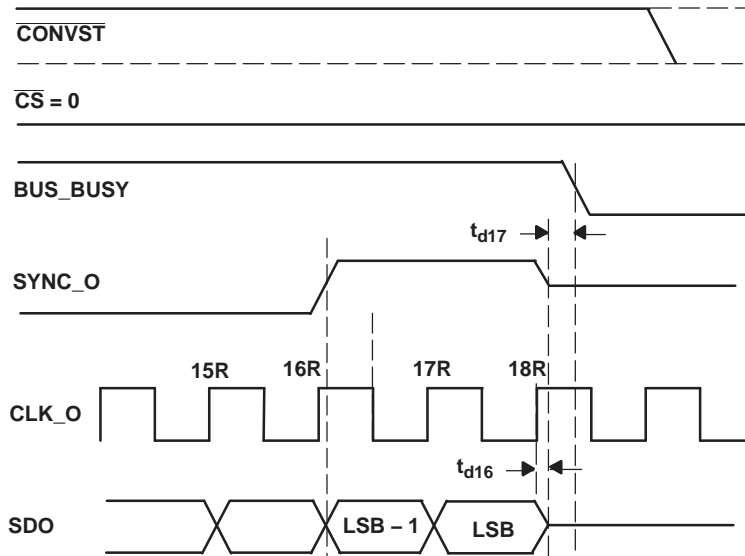 CONVST
CS = 0
BUS_BUSY
td17
SYNC_O
15R 16R 17R 18R
CLK_O
td16
SDO LSB – 1 LSB